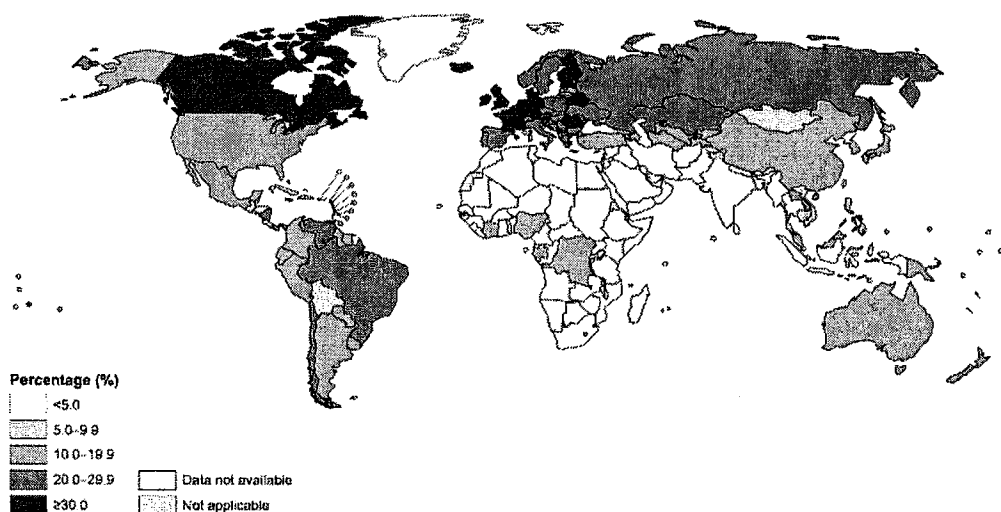 Percentage (%)
<5.0
5.0-9.9
10.0-19.9
20.0-29.9
≥30.0
Data not available
Not applicable